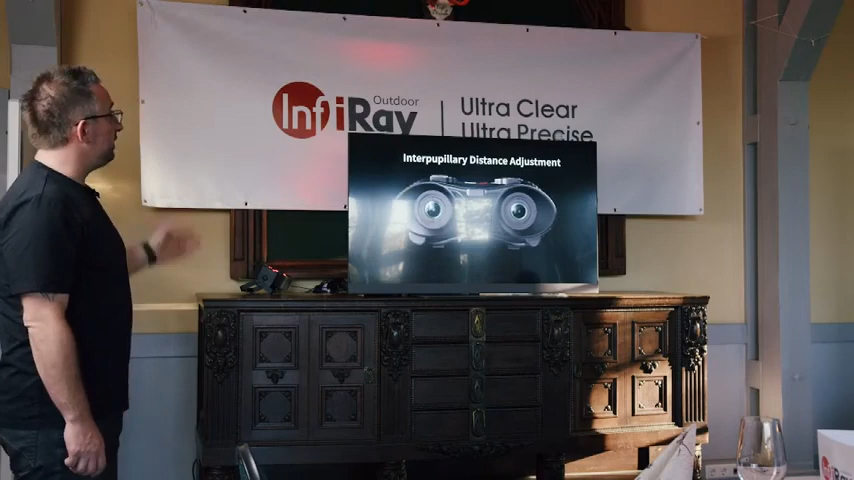 Outdoor
InfiRay
Ultra Clear
Ultra Precise
Interpupillary Distance Adjustment